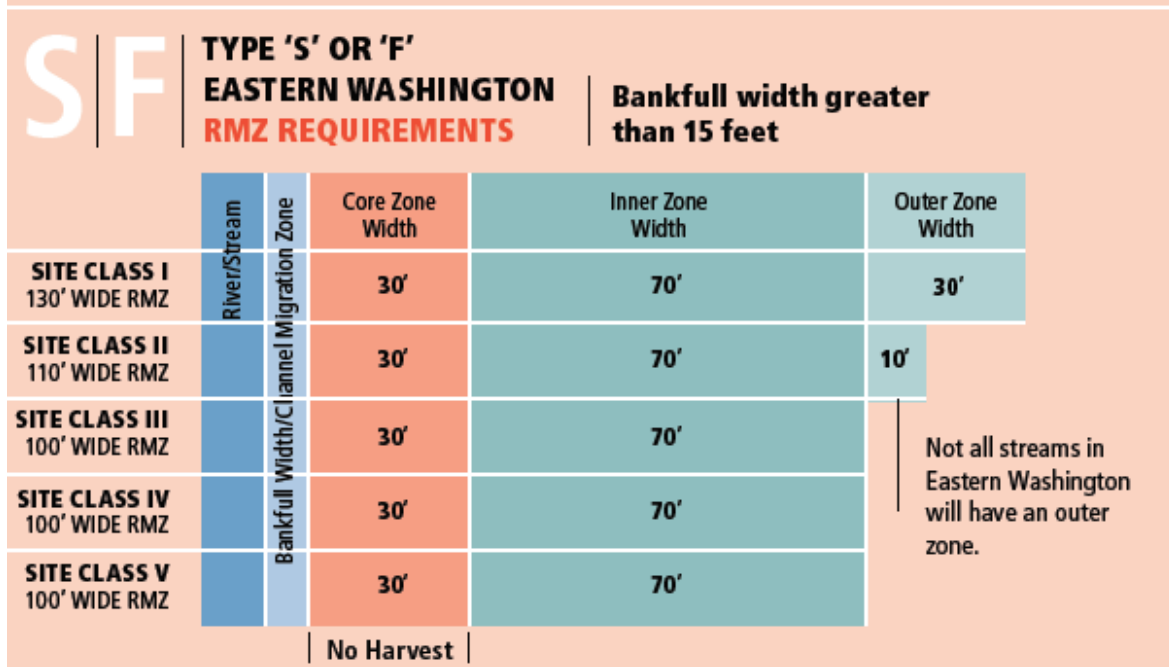 S F
TYPE 'S' OR 'F'
EASTERN WASHINGTON
RMZ REQUIREMENTS
Bankfull width greater
than 15 feet
River/Stream
Bankfull Width/Channel Migration Zone
Core Zone
Width
Inner Zone
Width
Outer Zone
Width
SITE CLASS I
130' WIDE RMZ
30'
70'
30'
SITE CLASS II
110' WIDE RMZ
30'
70'
10'
SITE CLASS III
100' WIDE RMZ
30'
70'
SITE CLASS IV
100' WIDE RMZ
30'
70'
SITE CLASS V
100' WIDE RMZ
30'
70'
Not all streams in
Eastern Washington
will have an outer
zone.
No Harvest